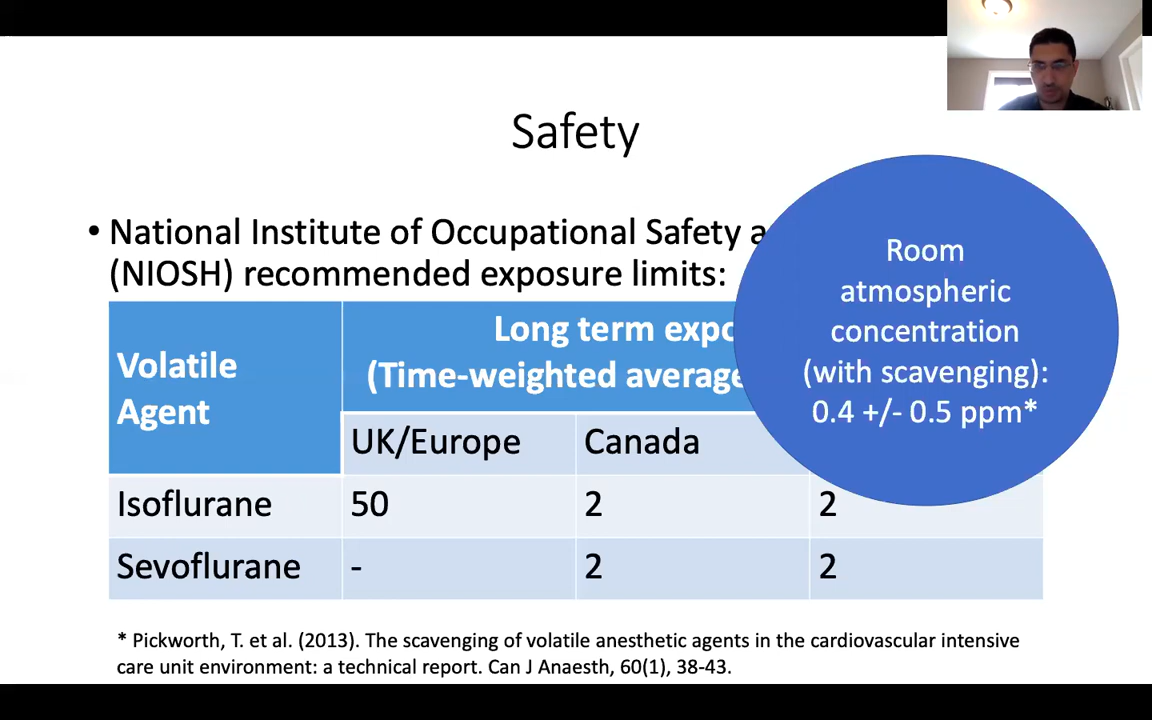 Safety
• National Institute of Occupational Safety a
(NIOSH) recommended exposure limits:
Room
atmospheric
concentration
(with scavenging):
0.4 +/- 0.5 ppm*
Volatile
Agent
Long term expo
(Time-weighted average
UK/Europe
Canada
Isoflurane 50 2 2
Sevoflurane - 2 2
* Pickworth, T. et al. (2013). The scavenging of volatile anesthetic agents in the cardiovascular intensive
care unit environment: a technical report. Can J Anaesth, 60(1), 38-43.